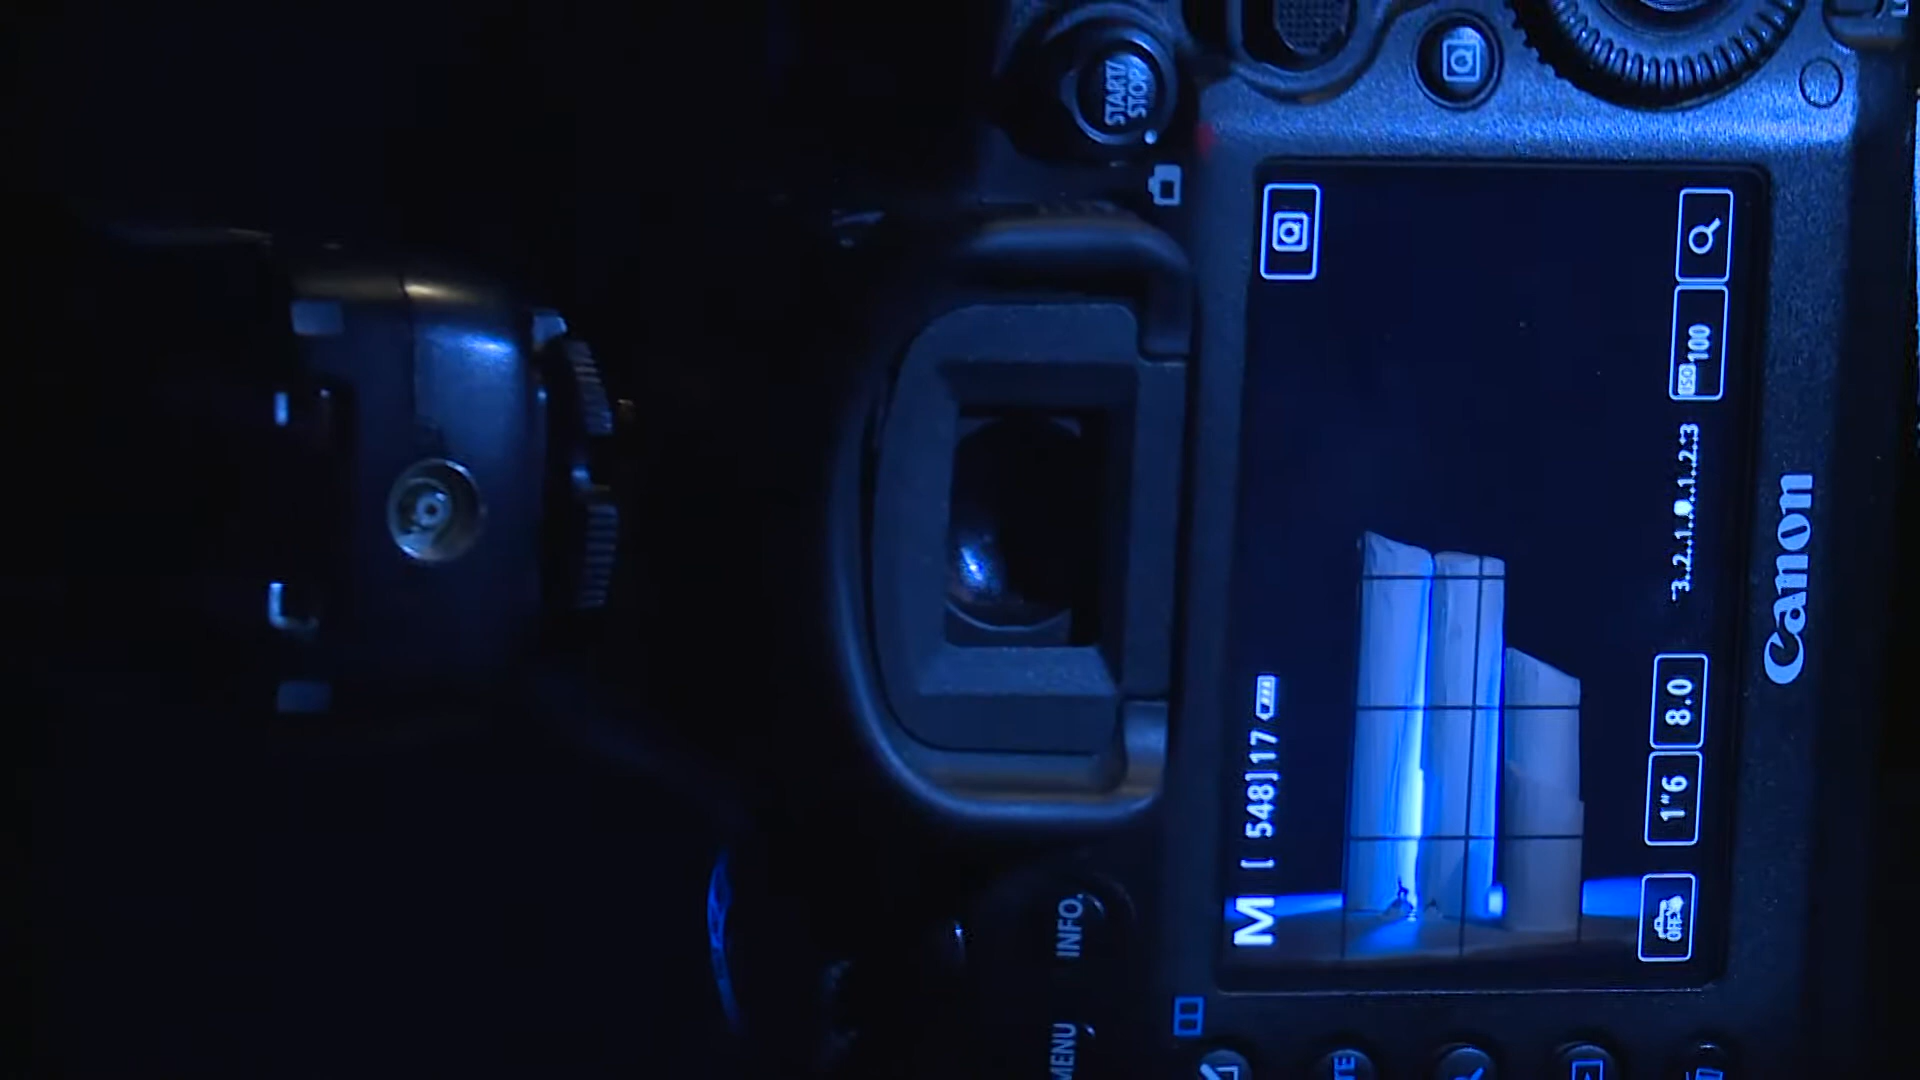 START/
STOP
Q
M [ 548]17
Q
OFF
1"6 8.0 -3..2..1..0..1..2..:3 ISO 100
Canon
INFO.
MENU